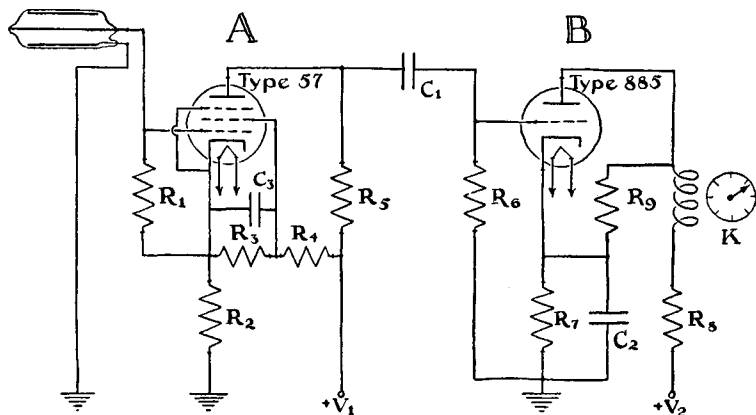 A
B
Type 57
Type 885
C₁
C₃
R₁
R₃
R₄
R₅
R₂
R₆
R₉
K
R₇
C₂
R₈
+V₁
+V₂